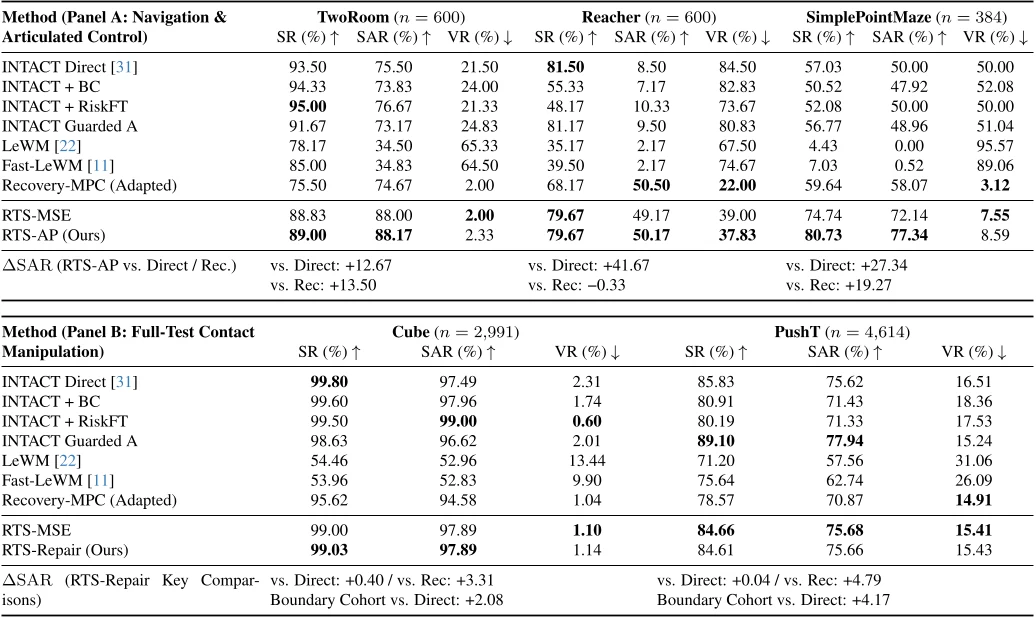 Method (Panel A: Navigation & TwoRoom (n = 600) Reacher (n = 600) SimplePointMaze (n = 384)
Articulated Control) SR (%) ↑ SAR (%) ↑ VR (%) ↓ SR (%) ↑ SAR (%) ↑ VR (%) ↓ SR (%) ↑ SAR (%) ↑ VR (%) ↓
INTACT Direct [31] 93.50 75.50 21.50 81.50 8.50 84.50 57.03 50.00 50.00
INTACT + BC 94.33 73.83 24.00 55.33 7.17 82.83 50.52 47.92 52.08
INTACT + RiskFT 95.00 76.67 21.33 48.17 10.33 73.67 52.08 50.00 50.00
INTACT Guarded A 91.67 73.17 24.83 81.17 9.50 80.83 56.77 48.96 51.04
LeWM [22] 78.17 34.50 65.33 35.17 2.17 67.50 4.43 0.00 95.57
Fast-LeWM [11] 85.00 34.83 64.50 39.50 2.17 74.67 7.03 0.52 89.06
Recovery-MPC (Adapted) 75.50 74.67 2.00 68.17 50.50 22.00 59.64 58.07 3.12
RTS-MSE 88.83 88.00 2.00 79.67 49.17 39.00 74.74 72.14 7.55
RTS-AP (Ours) 89.00 88.17 2.33 79.67 50.17 37.83 80.73 77.34 8.59
ΔSAR (RTS-AP vs. Direct / Rec.) vs. Direct: +12.67 vs. Direct: +41.67 vs. Direct: +27.34
vs. Rec: +13.50 vs. Rec: −0.33 vs. Rec: +19.27
Method (Panel B: Full-Test Contact Cube (n = 2,991) PushT (n = 4,614)
Manipulation) SR (%) ↑ SAR (%) ↑ VR (%) ↓ SR (%) ↑ SAR (%) ↑ VR (%) ↓
INTACT Direct [31] 99.80 97.49 2.31 85.83 75.62 16.51
INTACT + BC 99.60 97.96 1.74 80.91 71.43 18.36
INTACT + RiskFT 99.50 99.00 0.60 80.19 71.33 17.53
INTACT Guarded A 98.63 96.62 2.01 89.10 77.94 15.24
LeWM [22] 54.46 52.96 13.44 71.20 57.56 31.06
Fast-LeWM [11] 53.96 52.83 9.90 75.64 62.74 26.09
Recovery-MPC (Adapted) 95.62 94.58 1.04 78.57 70.87 14.91
RTS-MSE 99.00 97.89 1.10 84.66 75.68 15.41
RTS-Repair (Ours) 99.03 97.89 1.14 84.61 75.66 15.43
ΔSAR (RTS-Repair Key Compar- vs. Direct: +0.40 / vs. Rec: +3.31 vs. Direct: +0.04 / vs. Rec: +4.79
isons) Boundary Cohort vs. Direct: +2.08 Boundary Cohort vs. Direct: +4.17